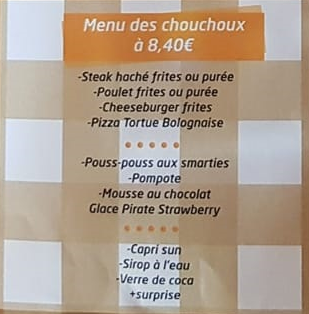 Menu des chouchoux
à 8,40€
-Steak haché frites ou purée
-Poulet frites ou purée
-Cheeseburger frites
-Pizza Tortue Bolognaise
-Pouss-pouss aux smarties
-Pompote
-Mousse au chocolat
Glace Pirate Strawberry
-Capri sun
-Sirop à l'eau
-Verre de coca
+surprise